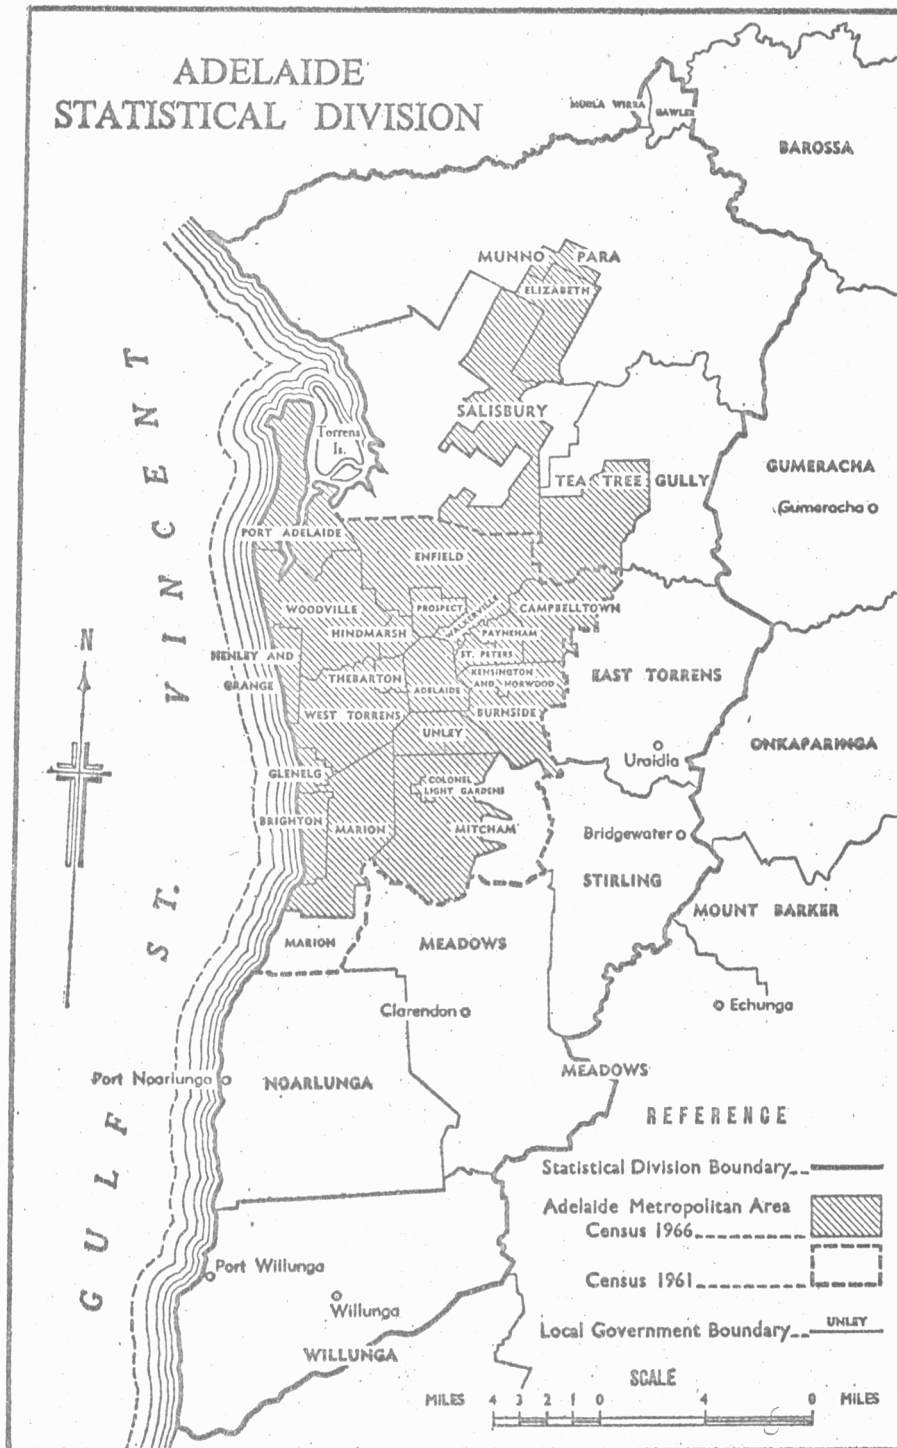 ADELAIDE
STATISTICAL DIVISION
MUDLA WIRRA
GAWLER
BAROSSA
MUNNO PARA
ELIZABETH
SALISBURY
Torrens
Is.
TEA TREE GULLY
GUMERACHA
Gumeracha
PORT ADELAIDE
ENFIELD
WOODVILLE
PROSPECT
WALKERVILLE
CAMPBELLTOWN
HINDMARSH
PAYNEHAM
ST. PETERS
HENLEY AND
GRANGE
THEBARTON
KENSINGTON
AND NORWOOD
ADELAIDE
EAST TORRENS
WEST TORRENS
BURNSIDE
UNLEY
ONKAPARINGA
Uraidla
GLENELG
COLONEL
LIGHT GARDENS
BRIGHTON
MARION
MITCHAM
Bridgewater
STIRLING
MOUNT BARKER
MARION
MEADOWS
Echunga
Clarendon
MEADOWS
Port Noarlunga
NOARLUNGA
Port Willunga
Willunga
WILLUNGA
GULF ST. VINCENT
N
REFERENCE
Statistical Division Boundary
Adelaide Metropolitan Area
Census 1966
Census 1961
Local Government Boundary
UNLEY
SCALE
MILES 4 3 2 1 0 4 8 MILES